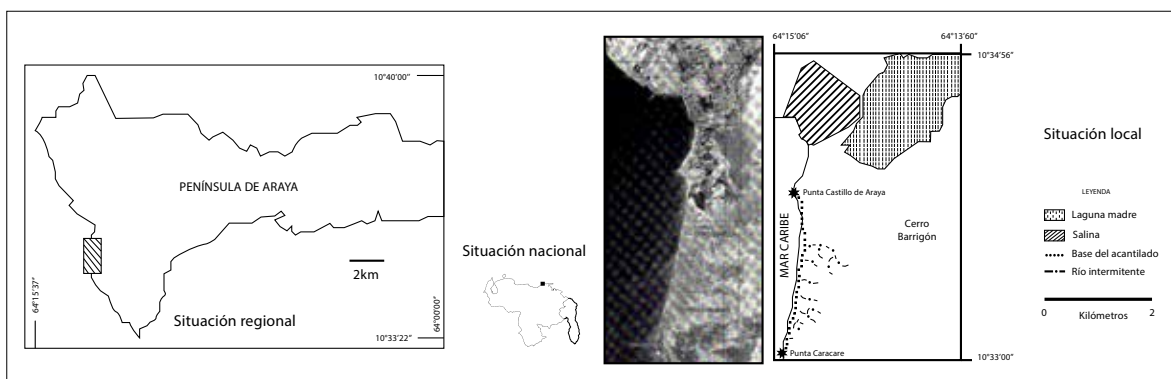 10°40'00"
PENÍNSULA DE ARAYA
2km
64°15'37"
Situación regional
64°00'00"
10°33'22"
Situación nacional
64°15'06"
64°13'60"
10°34'56"
Punta Castillo de Araya
MAR CARIBE
Cerro
Barrigón
Punta Caracare
10°33'00"
Situación local
LEYENDA
Laguna madre
Salina
Base del acantilado
Río intermitente
0
2
Kilómetros